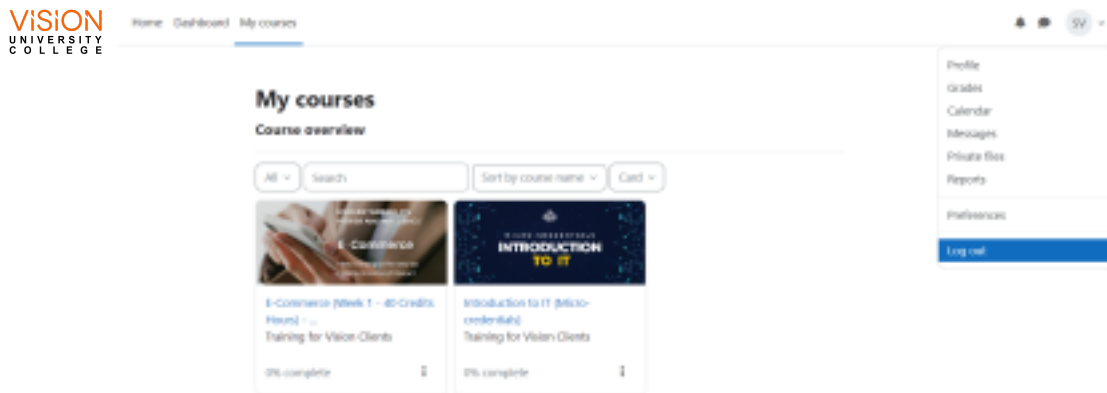 ViSiON
UNIVERSITY
COLLEGE
Home Dashboard My courses
SV
Profile
Grades
Calendar
Messages
Private files
Reports
Preferences
Log out
My courses
Course overview
All
Search
Sort by course name
Card
E-Commerce
INTRODUCTION
TO IT
E-Commerce (Week 1 - 40 Credits
Hours) - ...
Training for Vision Clients
0% complete
Introduction to IT (Micro-
credentials)
Training for Vision Clients
0% complete